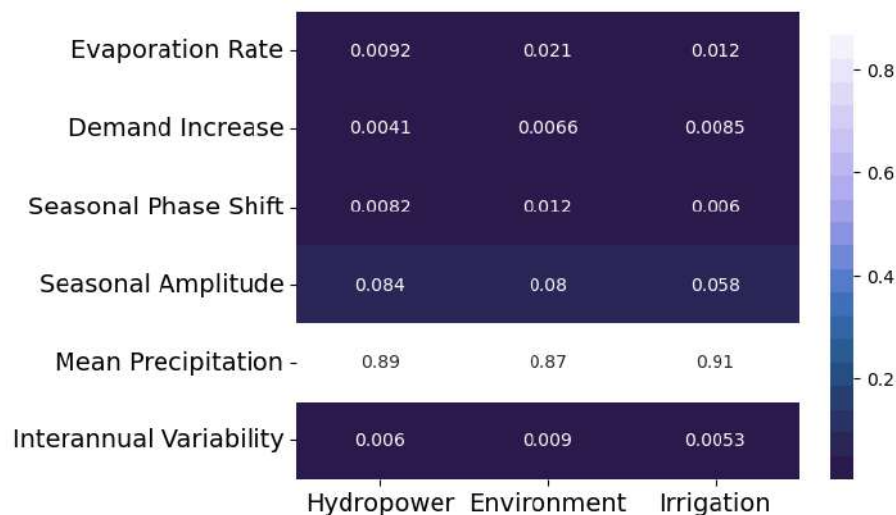 Evaporation Rate 0.0092 0.021 0.012
0.8
Demand Increase 0.0041 0.0066 0.0085
0.6
Seasonal Phase Shift 0.0082 0.012 0.006
0.4
Seasonal Amplitude 0.084 0.08 0.058
Mean Precipitation 0.89 0.87 0.91
0.2
Interannual Variability 0.006 0.009 0.0053
Hydropower Environment Irrigation